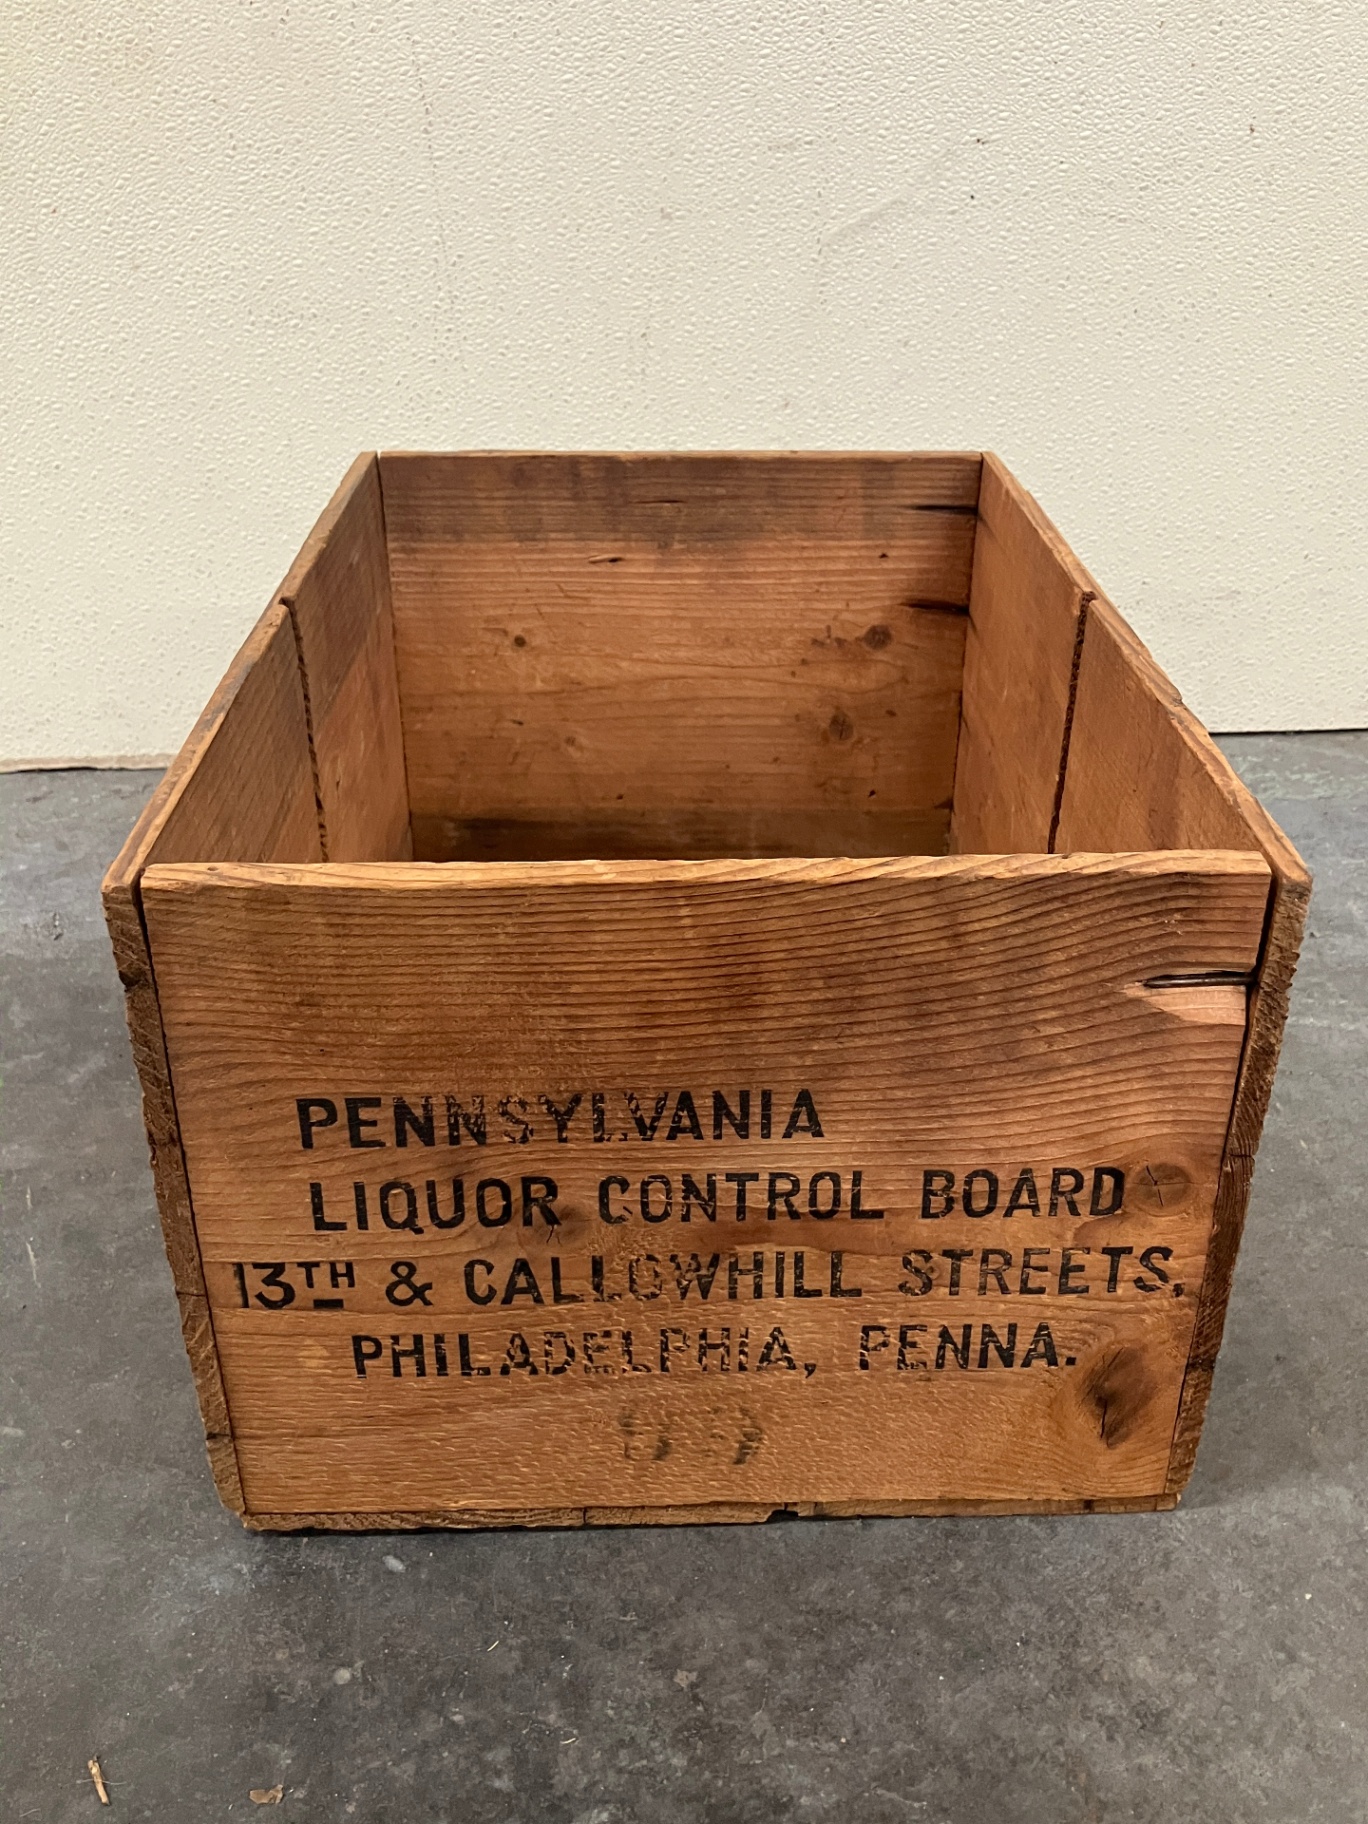 PENNSYLVANIA
LIQUOR CONTROL BOARD
13TH & CALLOWHILL STREETS,
PHILADELPHIA, PENNA.